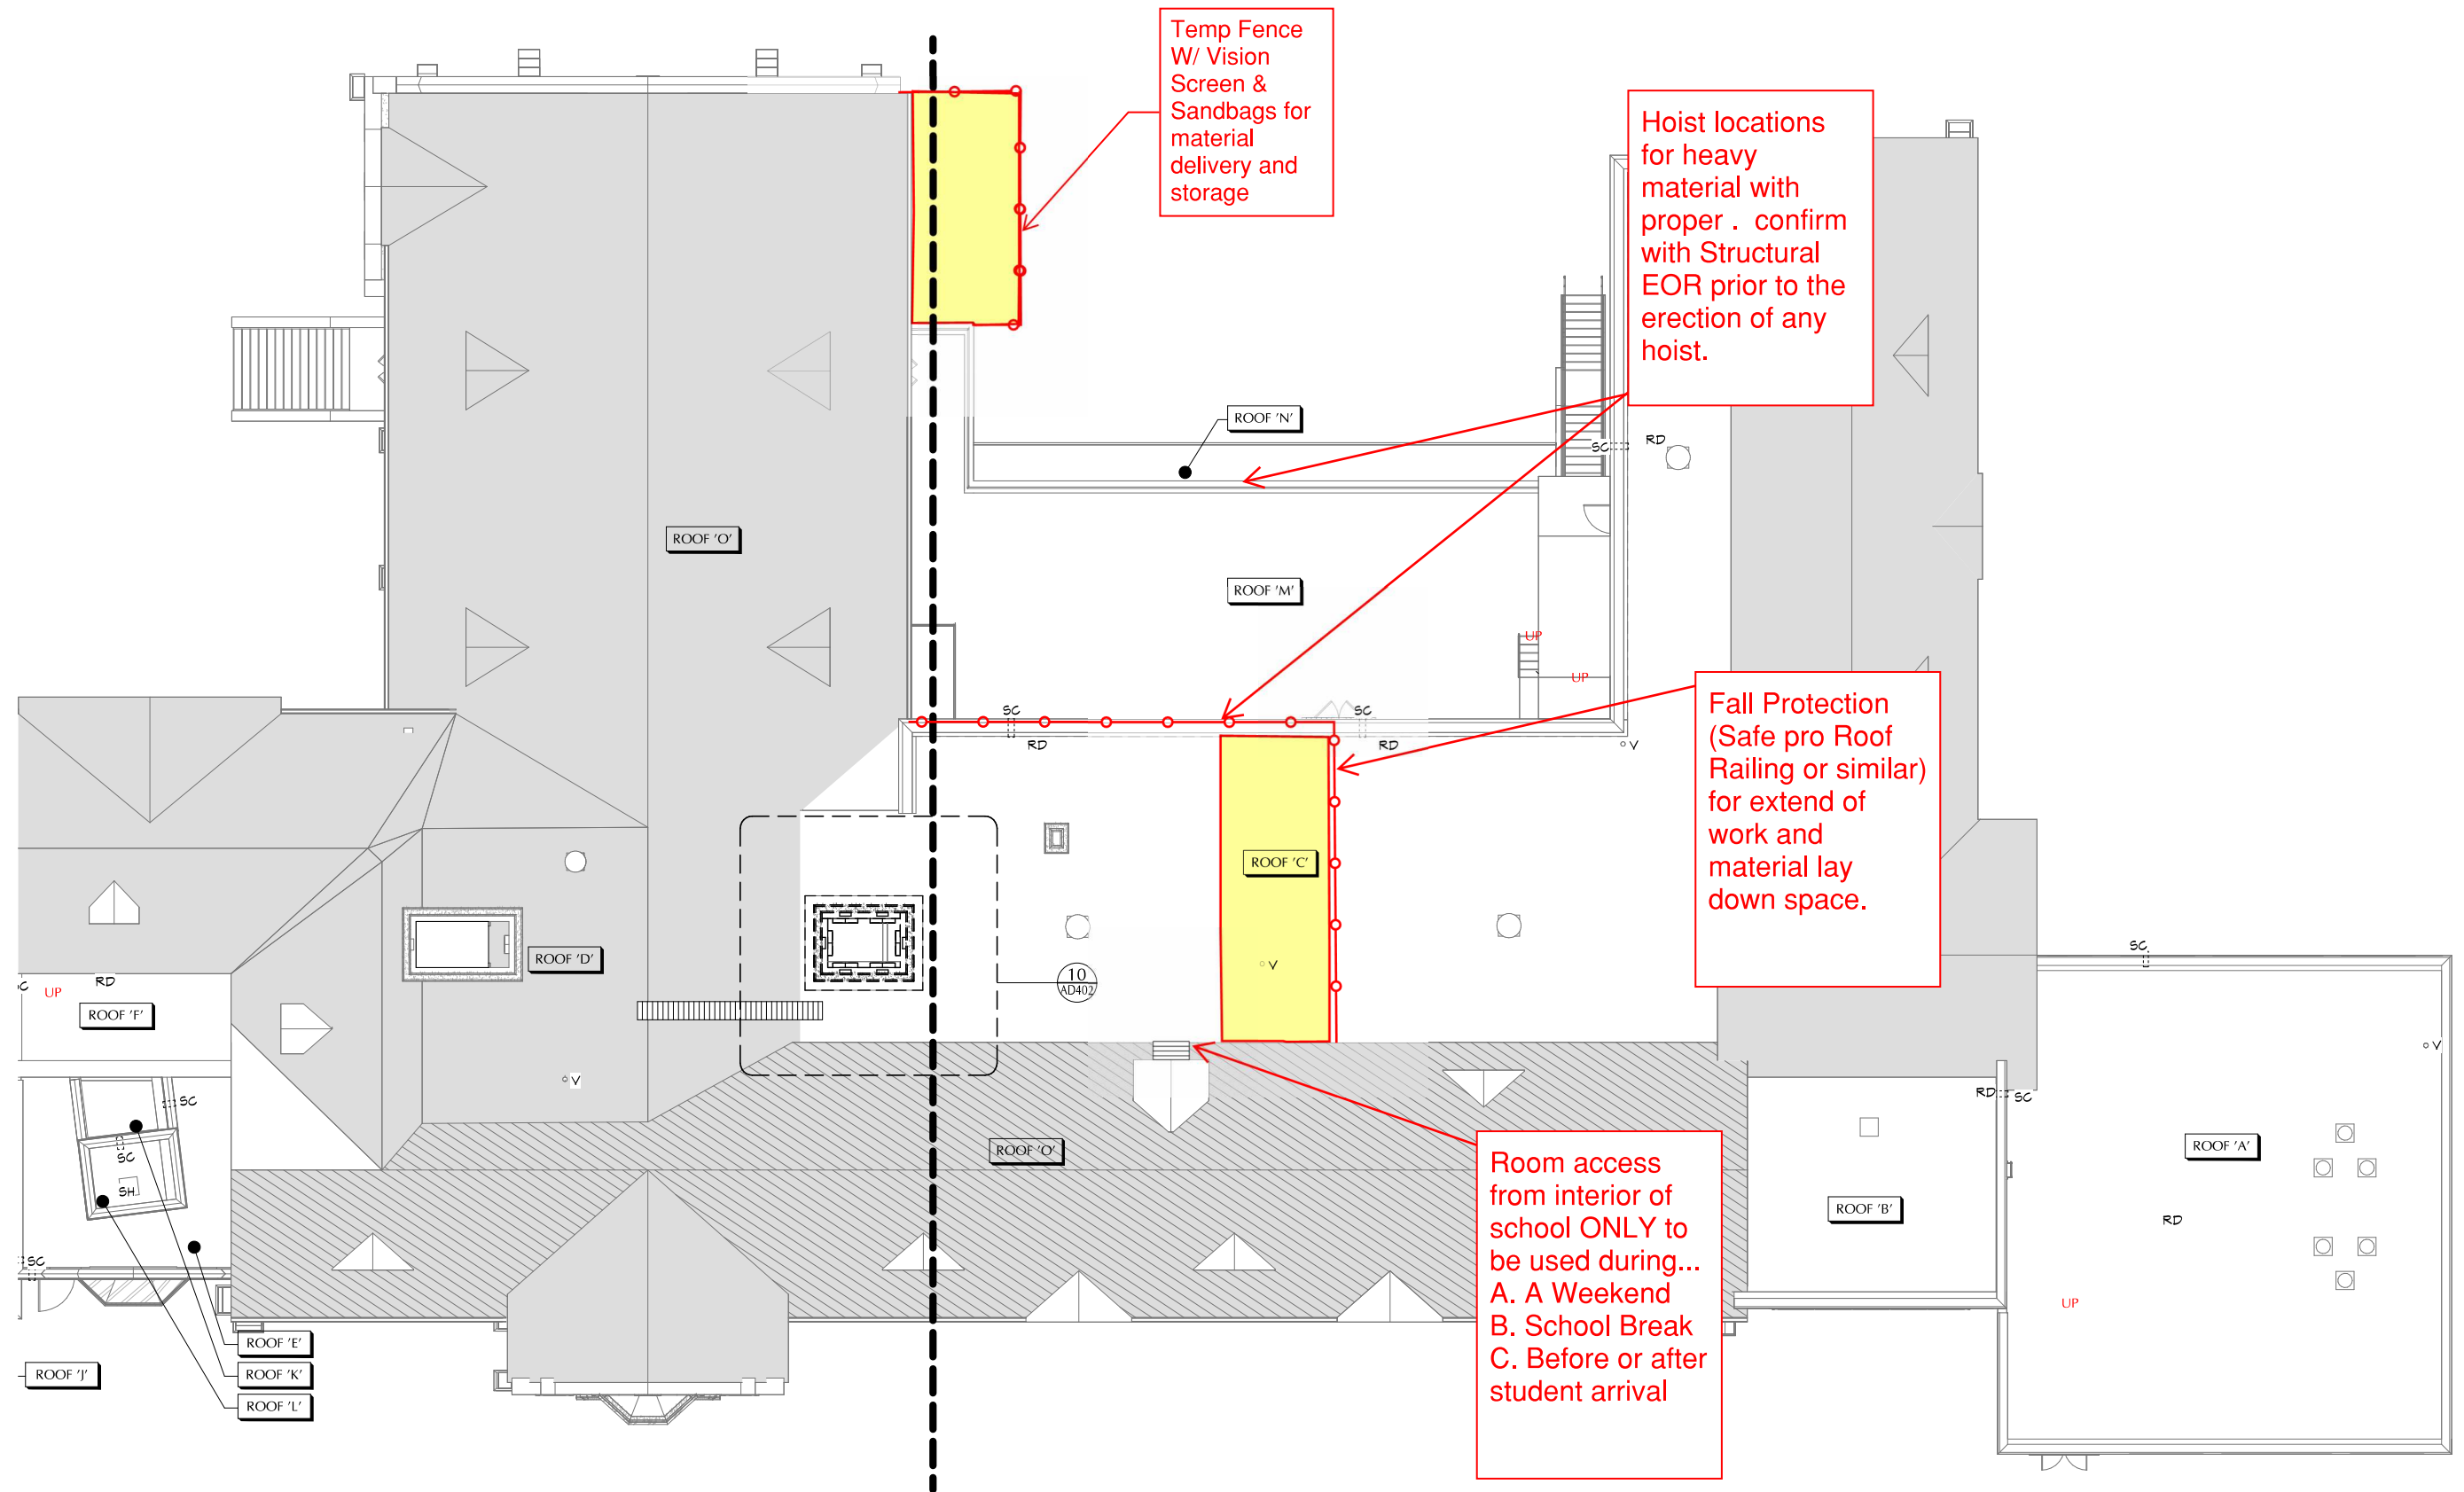 Temp Fence
W/ Vision
Screen &
Sandbags for
material
delivery and
storage
Hoist locations
for heavy
material with
proper . confirm
with Structural
EOR prior to the
erection of any
hoist.
ROOF 'N'
SC
RD
ROOF 'O'
ROOF 'M'
UP
UP
SC
RD
SC
RD
V
Fall Protection
(Safe pro Roof
Railing or similar)
for extend of
work and
material lay
down space.
ROOF 'C'
V
ROOF 'D'
10
AD402
SC
SC
UP
RD
ROOF 'F'
V
V
SC
RD
SC
SC
SH
ROOF 'O'
Room access
from interior of
school ONLY to
be used during...
A. A Weekend
B. School Break
C. Before or after
student arrival
ROOF 'A'
ROOF 'B'
RD
UP
SC
ROOF 'E'
ROOF 'J'
ROOF 'K'
ROOF 'L'